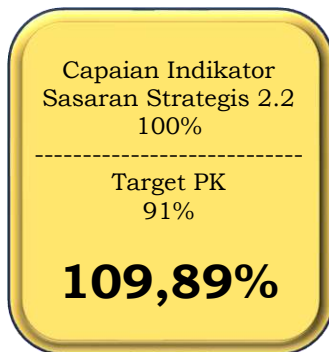 Capaian Indikator
Sasaran Strategis 2.2
100%
----------------------------
Target PK
91%
109,89%